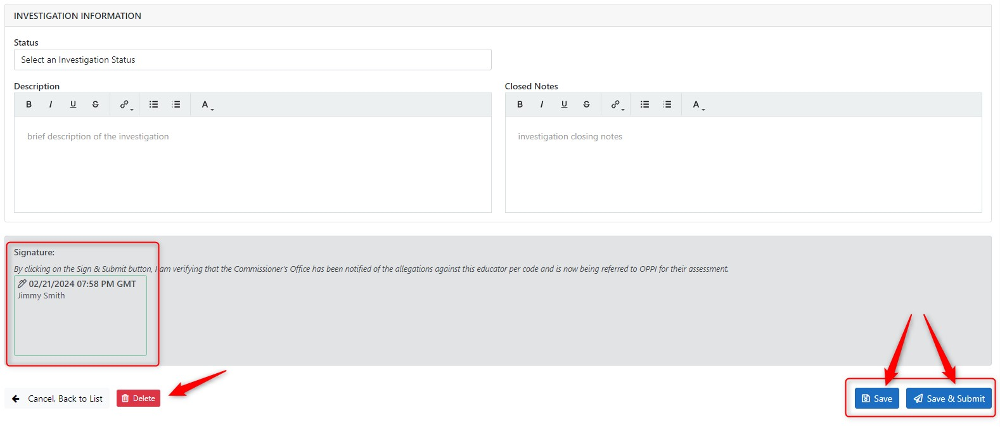 INVESTIGATION INFORMATION
Status
Select an Investigation Status
Description
Closed Notes
B I U S A
B I U S A
brief description of the investigation
investigation closing notes
Signature:
By clicking on the Sign & Submit button, I am verifying that the Commissioner's Office has been notified of the allegations against this educator per code and is now being referred to OPPI for their assessment.
02/21/2024 07:58 PM GMT
Jimmy Smith
Cancel, Back to List
Delete
Save
Save & Submit